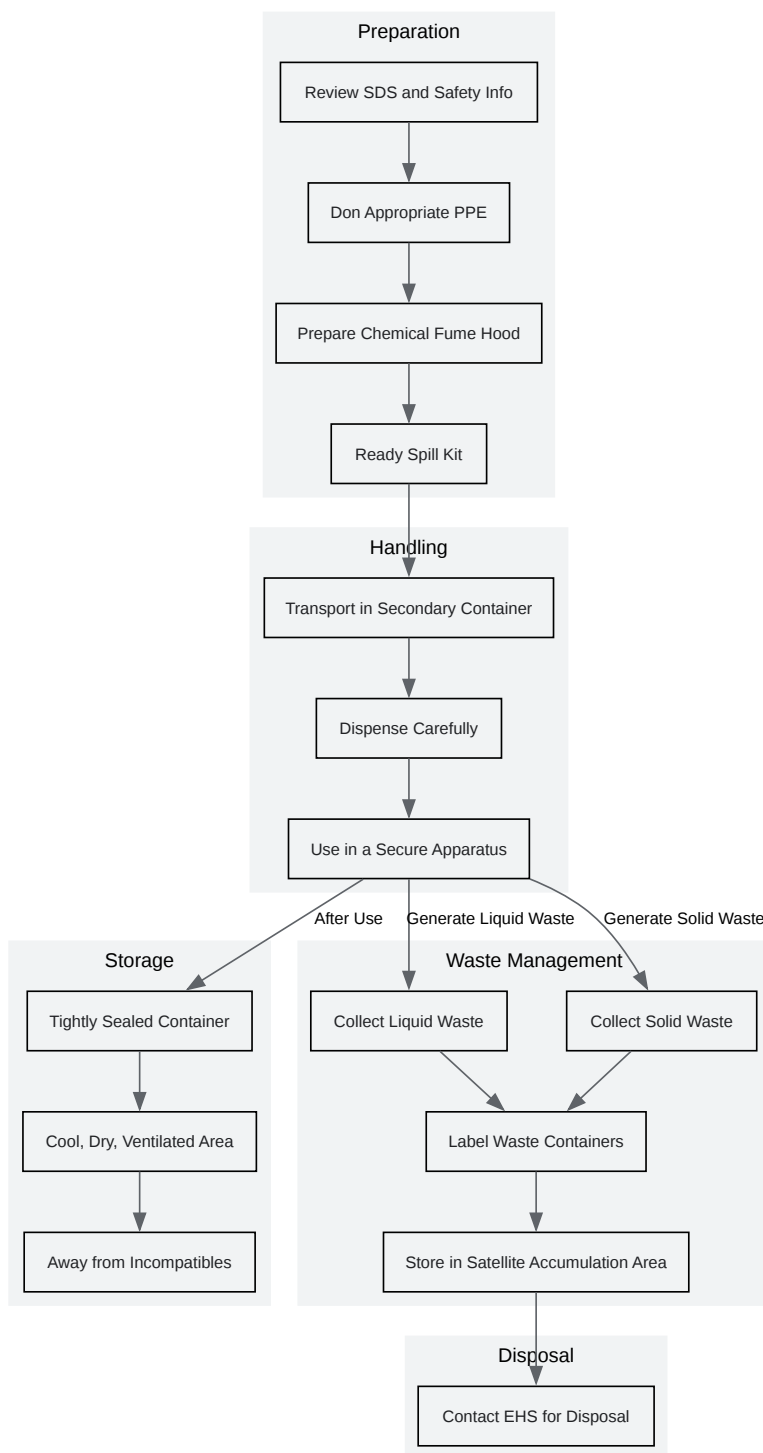 Preparation
Review SDS and Safety Info
Don Appropriate PPE
Prepare Chemical Fume Hood
Ready Spill Kit
Handling
Transport in Secondary Container
Dispense Carefully
Use in a Secure Apparatus
After Use
Generate Liquid Waste
Generate Solid Waste
Storage
Tightly Sealed Container
Cool, Dry, Ventilated Area
Away from Incompatibles
Waste Management
Collect Liquid Waste
Collect Solid Waste
Label Waste Containers
Store in Satellite Accumulation Area
Disposal
Contact EHS for Disposal